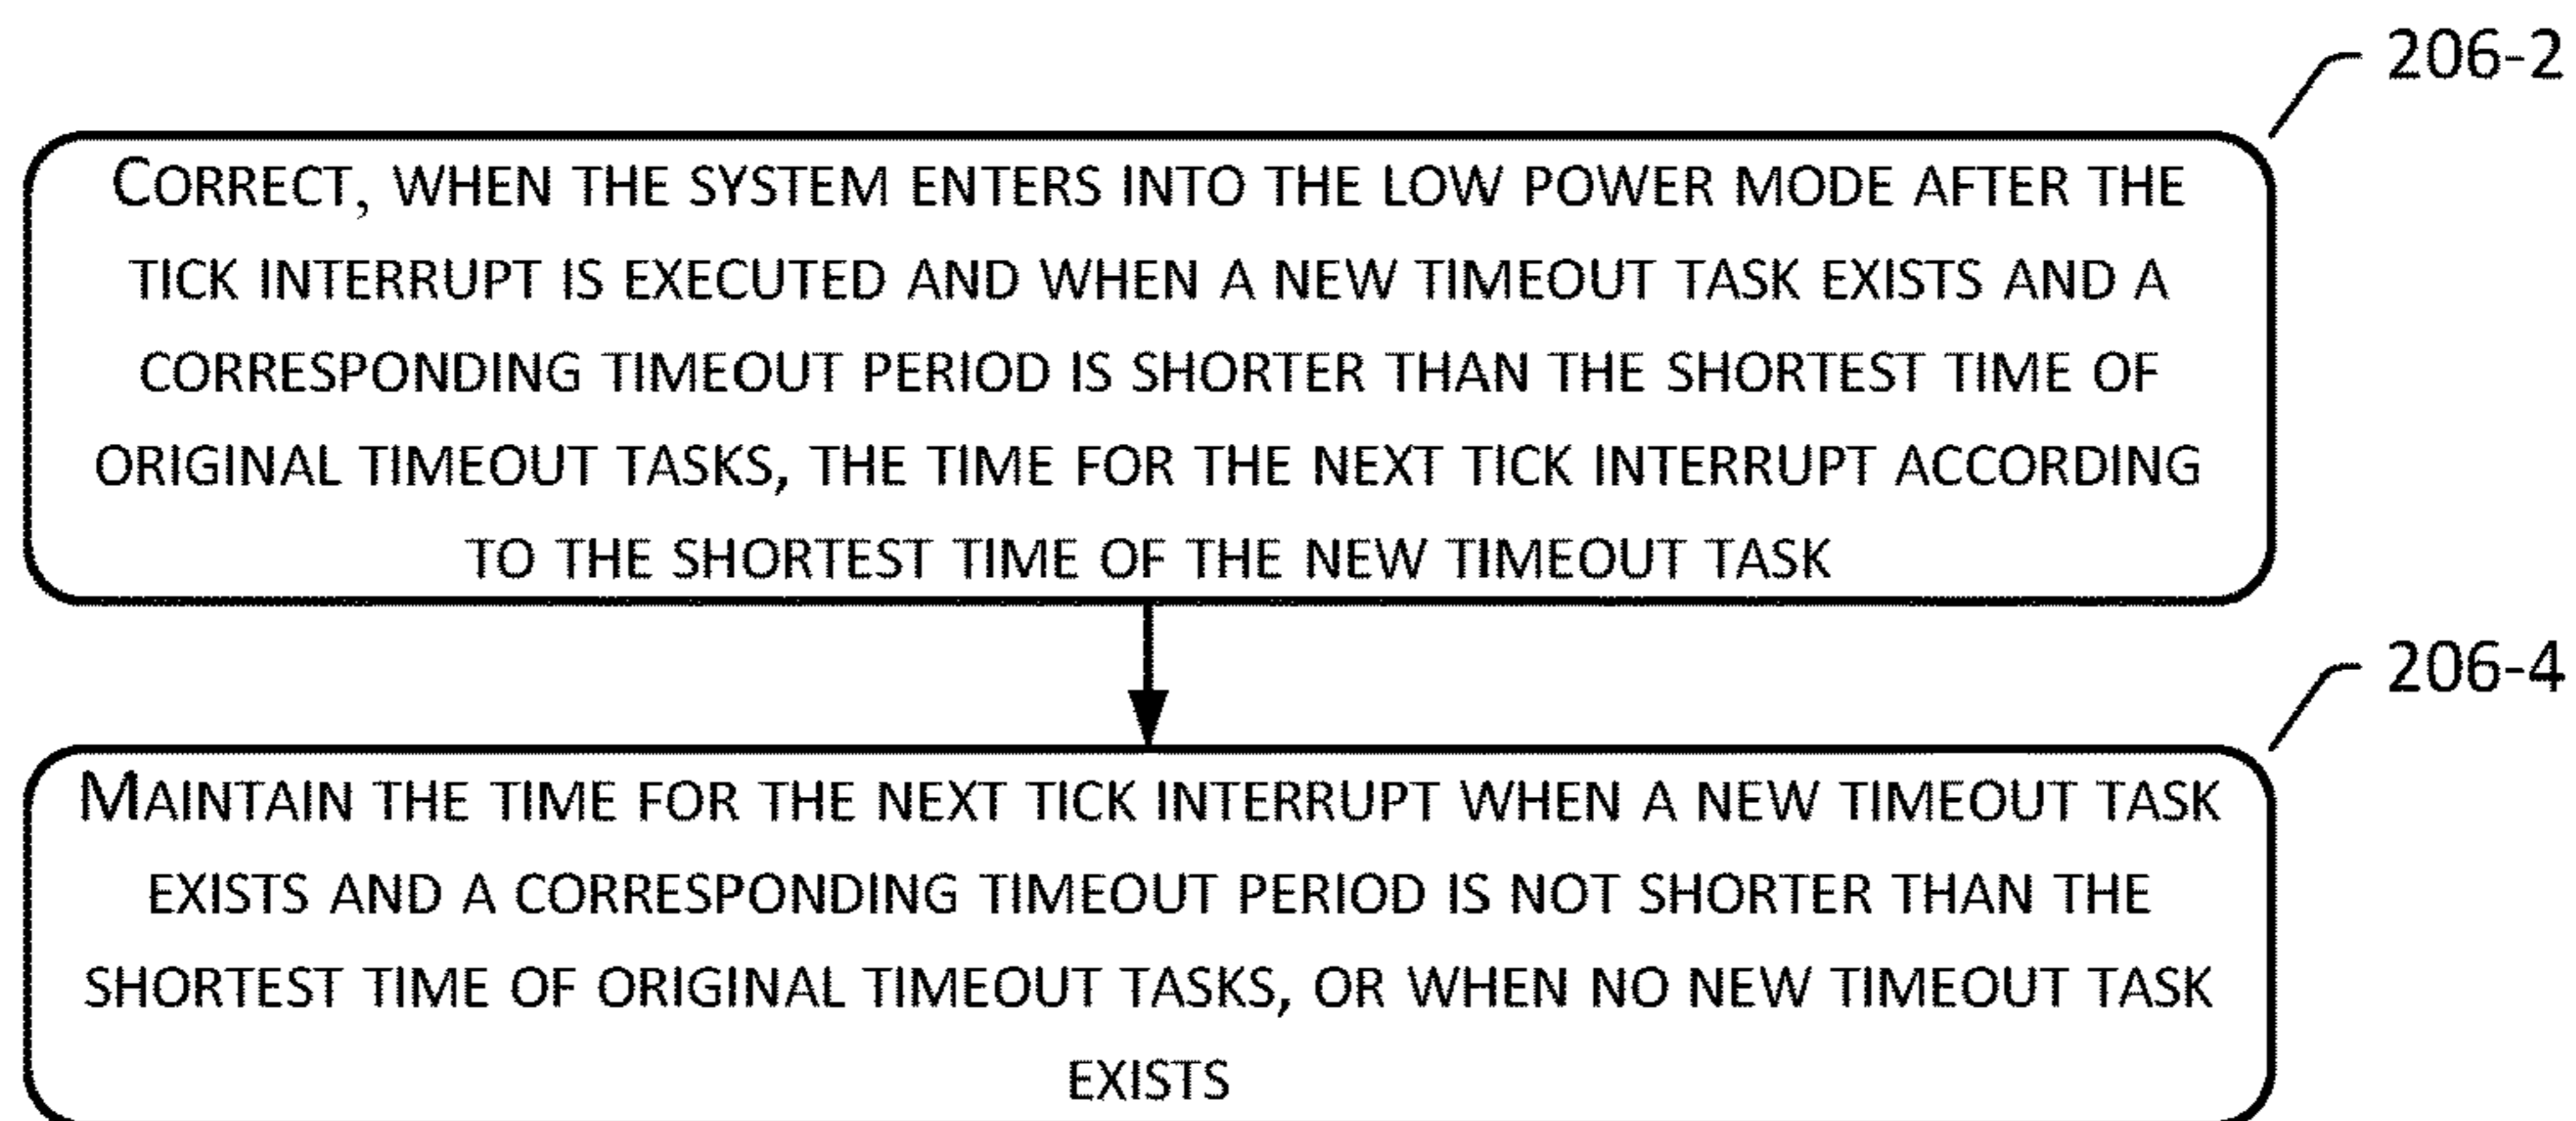 206-2
CORRECT, WHEN THE SYSTEM ENTERS INTO THE LOW POWER MODE AFTER THE
TICK INTERRUPT IS EXECUTED AND WHEN A NEW TIMEOUT TASK EXISTS AND A
CORRESPONDING TIMEOUT PERIOD IS SHORTER THAN THE SHORTEST TIME OF
ORIGINAL TIMEOUT TASKS, THE TIME FOR THE NEXT TICK INTERRUPT ACCORDING
TO THE SHORTEST TIME OF THE NEW TIMEOUT TASK
206-4
MAINTAIN THE TIME FOR THE NEXT TICK INTERRUPT WHEN A NEW TIMEOUT TASK
EXISTS AND A CORRESPONDING TIMEOUT PERIOD IS NOT SHORTER THAN THE
SHORTEST TIME OF ORIGINAL TIMEOUT TASKS, OR WHEN NO NEW TIMEOUT TASK
EXISTS